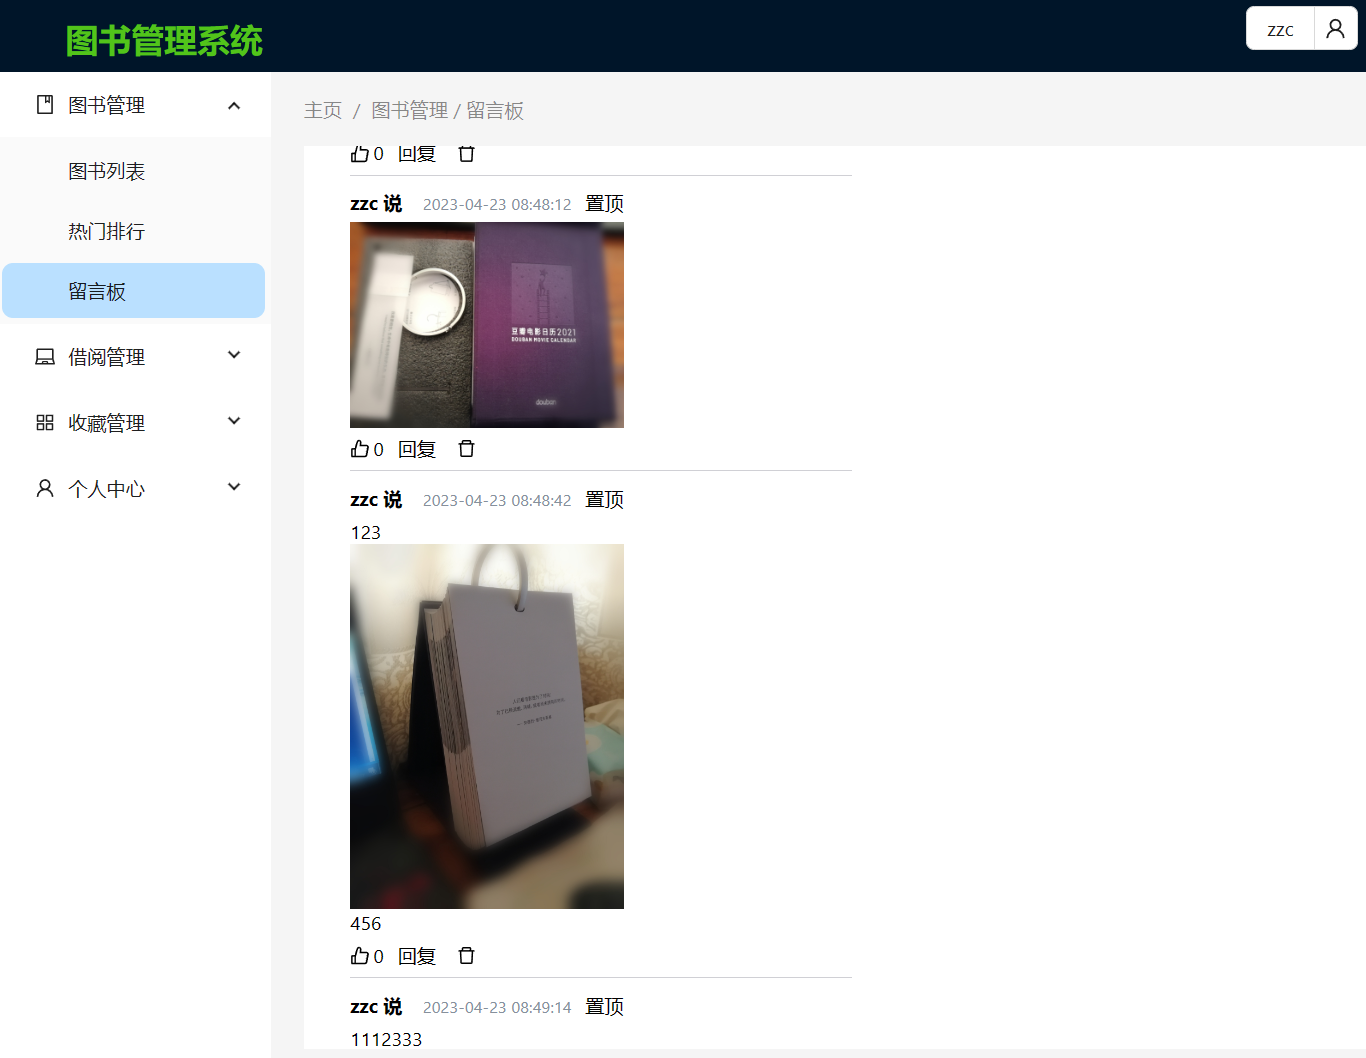 图书管理系统
zzc
图书管理
图书列表
热门排行
留言板
借阅管理
收藏管理
个人中心
主页 / 图书管理 / 留言板
0 回复
zzc 说 2023-04-23 08:48:12 置顶
豆瓣电影日历2021
DOUBAN MOVIE CALENDAR
douban
0 回复
zzc 说 2023-04-23 08:48:42 置顶
123
456
0 回复
zzc 说 2023-04-23 08:49:14 置顶
1112333